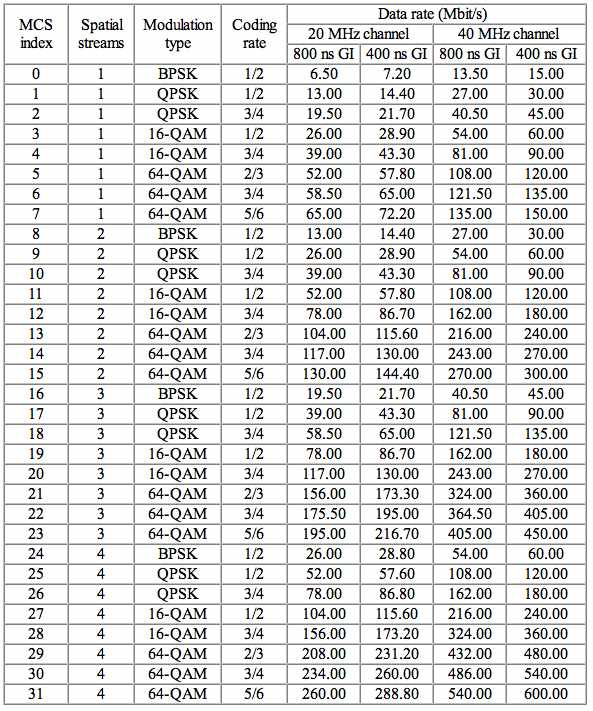 MCS index Spatial streams Modulation type Coding rate Data rate (Mbit/s)
20 MHz channel 40 MHz channel
800 ns GI 400 ns GI 800 ns GI 400 ns GI
0 1 BPSK 1/2 6.50 7.20 13.50 15.00
1 1 QPSK 1/2 13.00 14.40 27.00 30.00
2 1 QPSK 3/4 19.50 21.70 40.50 45.00
3 1 16-QAM 1/2 26.00 28.90 54.00 60.00
4 1 16-QAM 3/4 39.00 43.30 81.00 90.00
5 1 64-QAM 2/3 52.00 57.80 108.00 120.00
6 1 64-QAM 3/4 58.50 65.00 121.50 135.00
7 1 64-QAM 5/6 65.00 72.20 135.00 150.00
8 2 BPSK 1/2 13.00 14.40 27.00 30.00
9 2 QPSK 1/2 26.00 28.90 54.00 60.00
10 2 QPSK 3/4 39.00 43.30 81.00 90.00
11 2 16-QAM 1/2 52.00 57.80 108.00 120.00
12 2 16-QAM 3/4 78.00 86.70 162.00 180.00
13 2 64-QAM 2/3 104.00 115.60 216.00 240.00
14 2 64-QAM 3/4 117.00 130.00 243.00 270.00
15 2 64-QAM 5/6 130.00 144.40 270.00 300.00
16 3 BPSK 1/2 19.50 21.70 40.50 45.00
17 3 QPSK 1/2 39.00 43.30 81.00 90.00
18 3 QPSK 3/4 58.50 65.00 121.50 135.00
19 3 16-QAM 1/2 78.00 86.70 162.00 180.00
20 3 16-QAM 3/4 117.00 130.00 243.00 270.00
21 3 64-QAM 2/3 156.00 173.30 324.00 360.00
22 3 64-QAM 3/4 175.50 195.00 364.50 405.00
23 3 64-QAM 5/6 195.00 216.70 405.00 450.00
24 4 BPSK 1/2 26.00 28.80 54.00 60.00
25 4 QPSK 1/2 52.00 57.60 108.00 120.00
26 4 QPSK 3/4 78.00 86.80 162.00 180.00
27 4 16-QAM 1/2 104.00 115.60 216.00 240.00
28 4 16-QAM 3/4 156.00 173.20 324.00 360.00
29 4 64-QAM 2/3 208.00 231.20 432.00 480.00
30 4 64-QAM 3/4 234.00 260.00 486.00 540.00
31 4 64-QAM 5/6 260.00 288.80 540.00 600.00